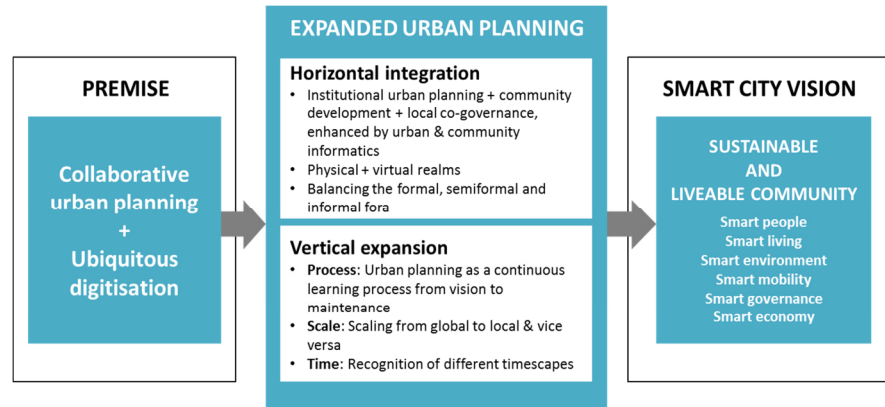 PREMISE
Collaborative
urban planning
+
Ubiquitous
digitisation
EXPANDED URBAN PLANNING
Horizontal integration
• Institutional urban planning + community
development + local co-governance,
enhanced by urban & community
informatics
• Physical + virtual realms
• Balancing the formal, semiformal and
informal fora
Vertical expansion
• Process: Urban planning as a continuous
learning process from vision to
maintenance
• Scale: Scaling from global to local & vice
versa
• Time: Recognition of different timescapes
SMART CITY VISION
SUSTAINABLE
AND
LIVEABLE COMMUNITY
Smart people
Smart living
Smart environment
Smart mobility
Smart governance
Smart economy